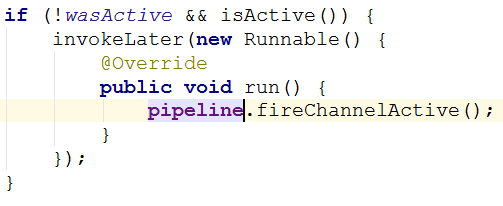 if (!wasActive && isActive()) {
    invokeLater(new Runnable() {
        @Override
        public void run() {
            pipeline.fireChannelActive();
        }
    });
}